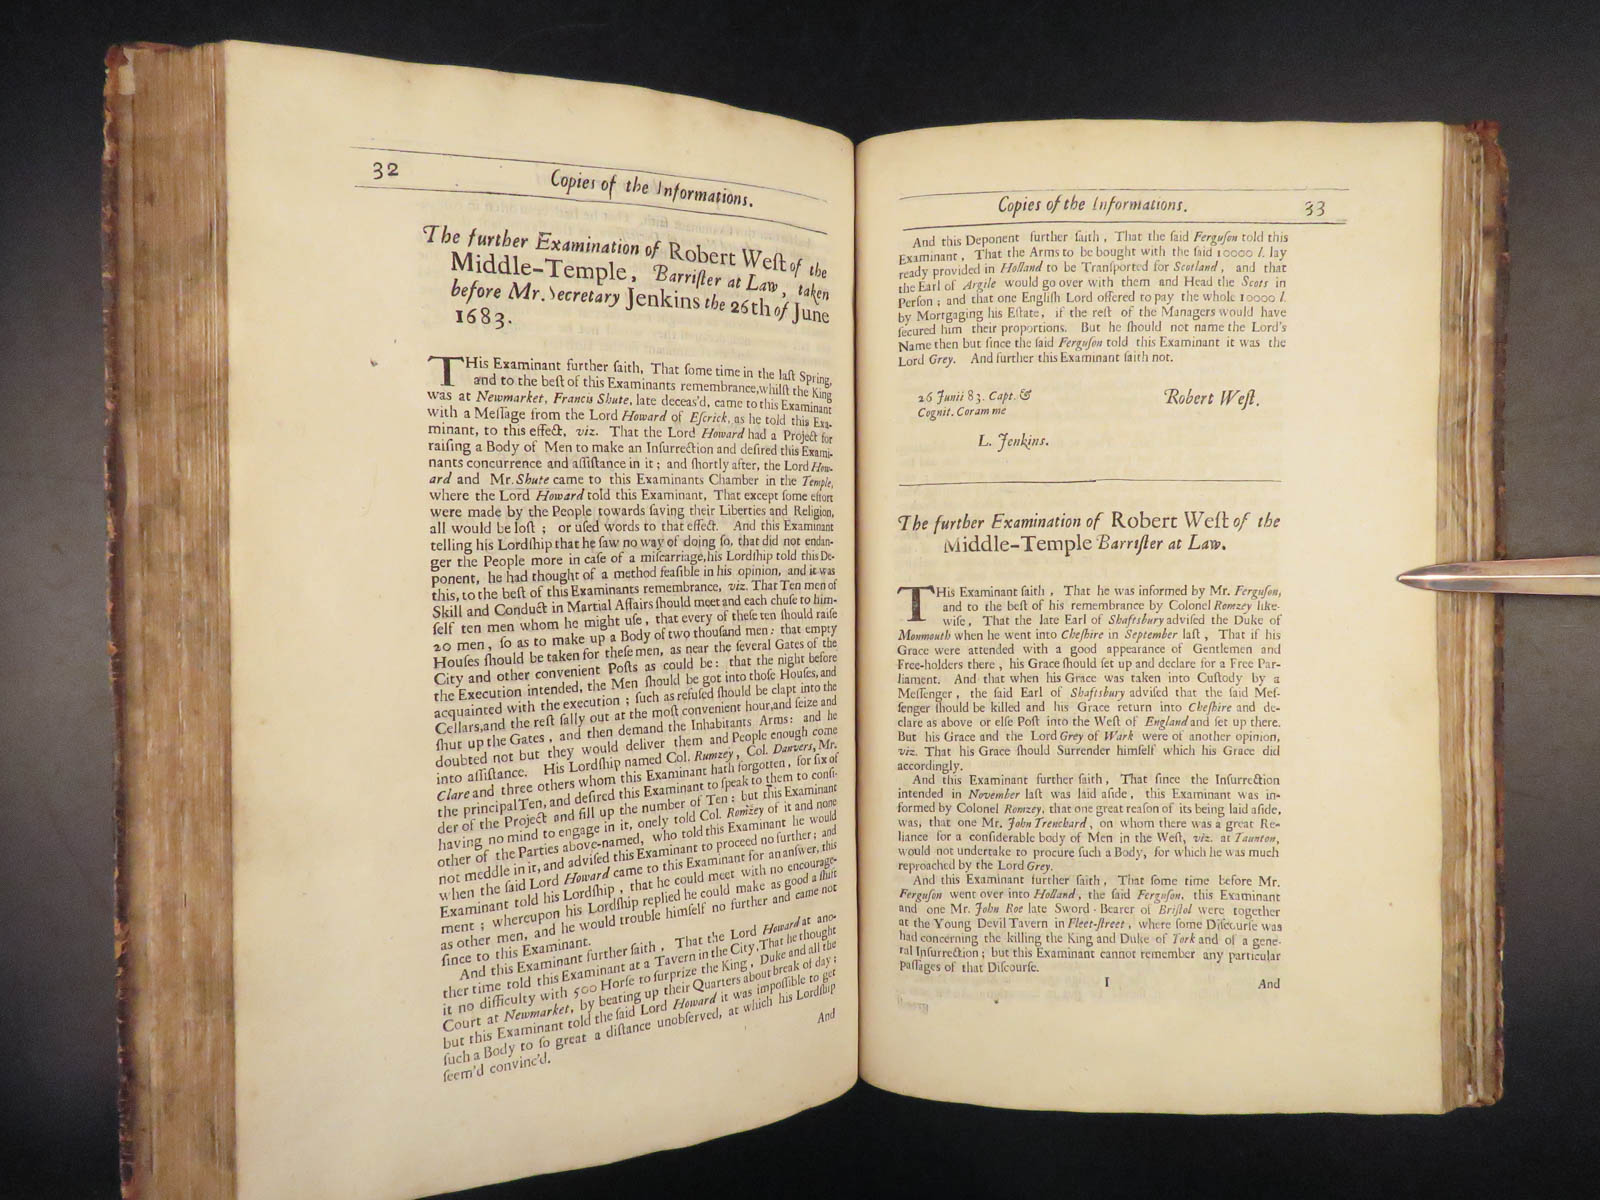 32
Copies of the Informations.
The further Examination of Robert Weſt of the
Middle-Temple, Barriſter at Law, taken
before Mr. Secretary Jenkins the 26th of June
1683.
THis Examinant further ſaith, That ſome time in the laſt Spring,
and to the beſt of this Examinants remembrance, whilſt the King
was at Newmarket, Francis Shute, late deceas'd, came to this Examinant
with a Meſſage from the Lord Howard of Eſcrick, as he told this Exa-
minant, to this effect, viz. That the Lord Howard had a Project for
raiſing a Body of Men to make an Inſurrection and deſired this Exami-
nants concurrence and aſſiſtance in it; and ſhortly after, the Lord How-
ard and Mr. Shute came to this Examinants Chamber in the Temple,
where the Lord Howard told this Examinant, That except ſome effort
were made by the People towards ſaving their Liberties and Religion,
all would be loſt ; or uſed words to that effect. And this Examinant
telling his Lordſhip that he ſaw no way of doing ſo, that did not endan-
ger the People more in caſe of a miſcarriage, his Lordſhip told this De-
ponent, he had thought of a method feaſible in his opinion, and it was
this, to the beſt of this Examinants remembrance, viz. That Ten men of
Skill and Conduct in Martial Affairs ſhould meet and each chuſe to him-
ſelf ten men whom he might uſe, that every of theſe ten ſhould raiſe
20 men, ſo as to make up a Body of two thouſand men: that empty
Houſes ſhould be taken for theſe men, as near the ſeveral Gates of the
City and other convenient Poſts as could be: that the night before
the Execution intended, the Men ſhould be got into thoſe Houſes, and
acquainted with the execution ; ſuch as refuſed ſhould be clapt into the
Cellars, and the reſt ſally out at the moſt convenient hour, and ſeize and
ſhut up the Gates, and then demand the Inhabitants Arms: and he
doubted not but they would deliver them and People enough come
into aſſiſtance. His Lordſhip named Col. Rumzey, Col. Danvers, Mr.
Clare and three others whom this Examinant hath forgotten, for ſix of
the principal Ten, and deſired this Examinant to ſpeak to them to conſi-
der of the Project and fill up the number of Ten: but this Examinant
having no mind to engage in it, onely told Col. Romzey of it and none
other of the Parties above-named, who told this Examinant he would
not meddle in it, and adviſed this Examinant to proceed no further; and
when the ſaid Lord Howard came to this Examinant for an anſwer, this
Examinant told his Lordſhip, that he could meet with no encourage-
ment ; whereupon his Lordſhip replied he could make as good a ſhift
as other men, and he would trouble himſelf no further and came not
ſince to this Examinant.
And this Examinant further ſaith, That the Lord Howard at ano-
ther time told this Examinant at a Tavern in the City, That he thought
it no difficulty with 500 Horſe to ſurprize the King, Duke and all the
Court at Newmarket, by beating up their Quarters about break of day;
but this Examinant told the ſaid Lord Howard it was impoſſible to get
ſuch a Body to ſo great a diſtance unobſerved, at which his Lordſhip
ſeem'd convinc'd.
And
Copies of the Informations.
33
And this Deponent further ſaith, That the ſaid Ferguſon told this
Examinant, That the Arms to be bought with the ſaid 10000 l. lay
ready provided in Holland to be Tranſported for Scotland, and that
the Earl of Argile would go over with them and Head the Scots in
Perſon ; and that one Engliſh Lord offered to pay the whole 10000 l.
by Mortgaging his Eſtate, if the reſt of the Managers would have
ſecured him their proportions. But he ſhould not name the Lord's
Name then but ſince the ſaid Ferguſon told this Examinant it was the
Lord Grey. And further this Examinant ſaith not.
26 Junii 83. Capt. &
Cognit. Coram me
Robert Weſt.
L. Jenkins.
The further Examination of Robert Weſt of the
Middle-Temple Barriſter at Law.
THis Examinant ſaith, That he was informed by Mr. Ferguſon,
and to the beſt of his remembrance by Colonel Romzey like-
wiſe, That the late Earl of Shaftsbury adviſed the Duke of
Monmouth when he went into Cheſhire in September laſt, That if his
Grace were attended with a good appearance of Gentlemen and
Free-holders there, his Grace ſhould ſet up and declare for a Free Par-
liament. And that when his Grace was taken into Cuſtody by a
Meſſenger, the ſaid Earl of Shaftsbury adviſed that the ſaid Meſ-
ſenger ſhould be killed and his Grace return into Cheſhire and de-
clare as above or elſe Poſt into the Weſt of England and ſet up there.
But his Grace and the Lord Grey of Wark were of another opinion,
viz. That his Grace ſhould Surrender himſelf which his Grace did
accordingly.
And this Examinant further ſaith, That ſince the Inſurrection
intended in November laſt was laid aſide, this Examinant was in-
formed by Colonel Romzey, that one great reaſon of its being laid aſide,
was, that one Mr. John Trenchard, on whom there was a great Re-
liance for a conſiderable body of Men in the Weſt, viz. at Taunton,
would not undertake to procure ſuch a Body, for which he was much
reproached by the Lord Grey.
And this Examinant further ſaith, That ſome time before Mr.
Ferguſon went over into Holland, the ſaid Ferguſon, this Examinant
and one Mr. John Roe late Sword-Bearer of Briſtol were together
at the Young Devil Tavern in Fleet-ſtreet, where ſome Diſcourſe was
had concerning the killing the King and Duke of York and of a gene-
ral Inſurrection ; but this Examinant cannot remember any particular
Paſſages of that Diſcourſe.
I
And